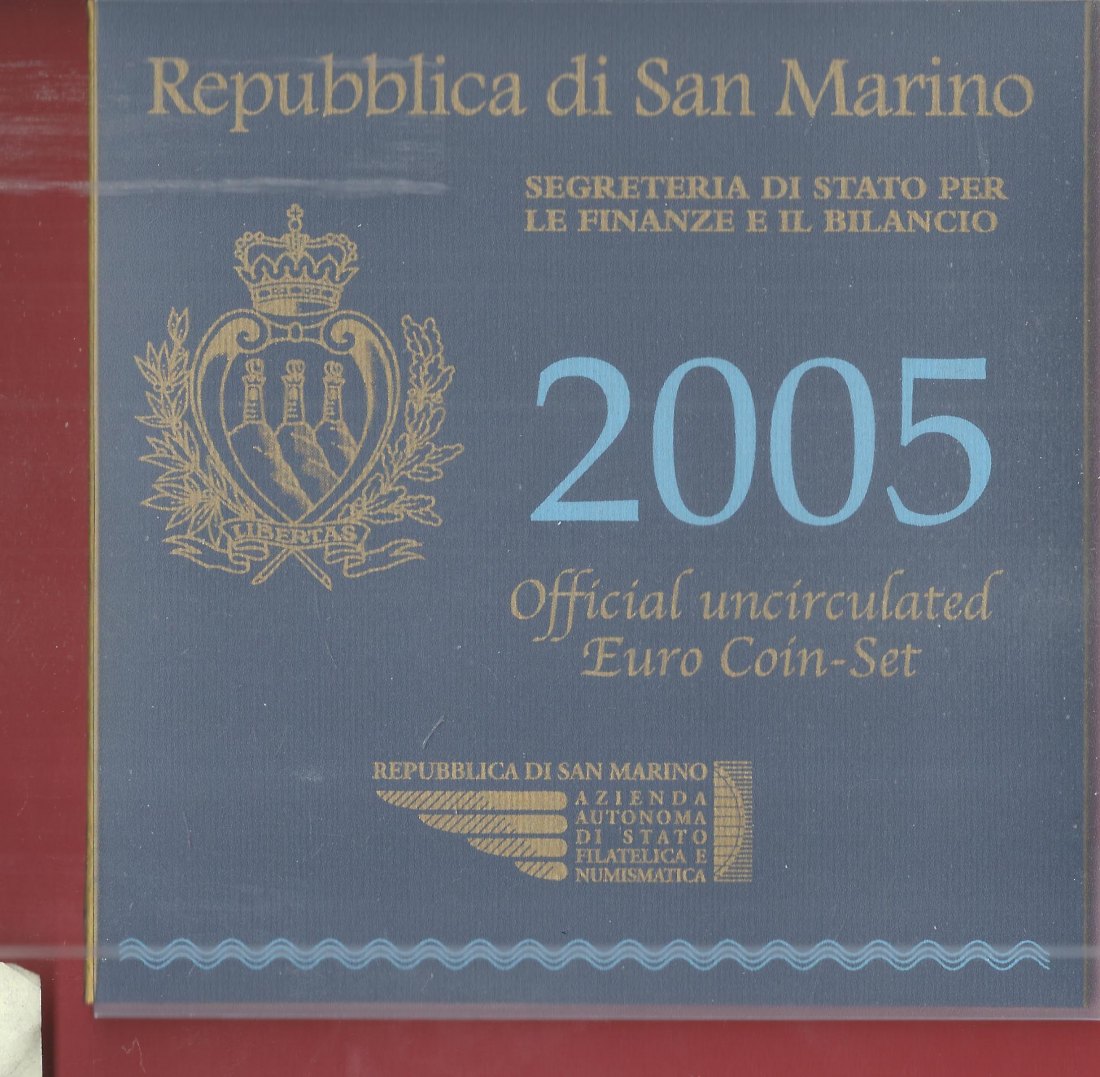 Repubblica di San Marino
SEGRETERIA DI STATO PER
LE FINANZE E IL BILANCIO
2005
LIBERTAS
Official uncirculated
Euro Coin-Set
REPUBBLICA DI SAN MARINO
AZIENDA
AUTONOMA
DI STATO
FILATELICA E
NUMISMATICA